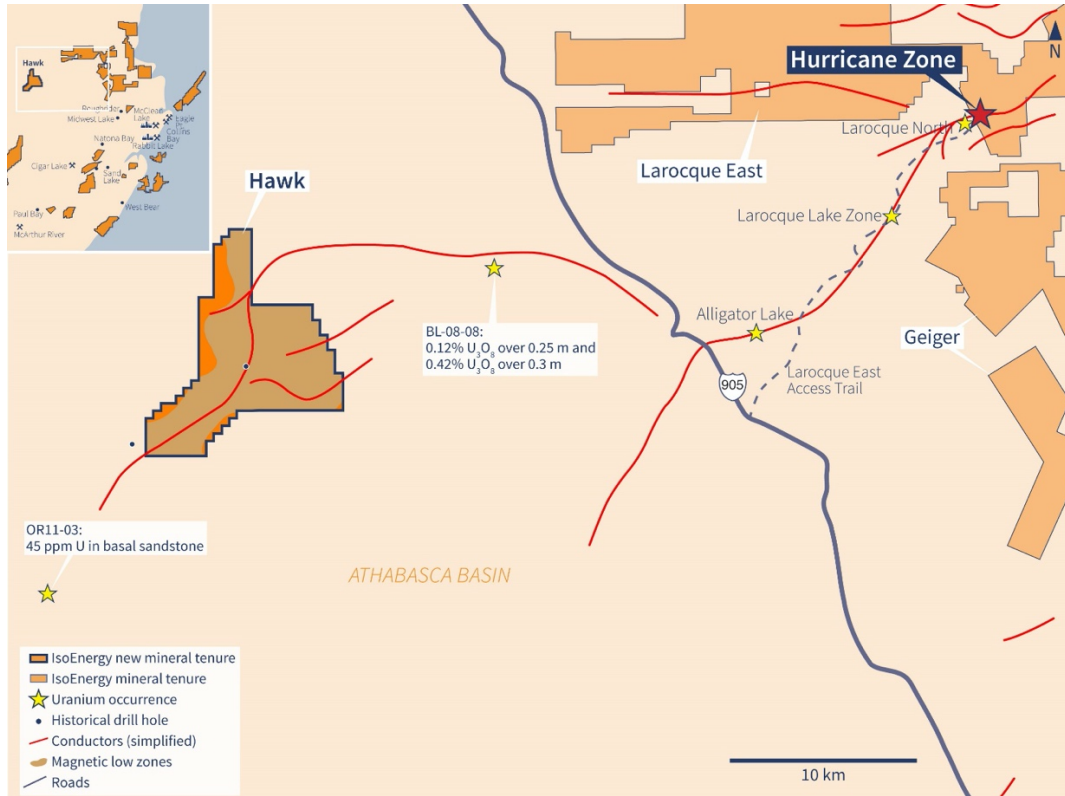 Hawk
Roughrider
Midwest Lake
McClean
Lake
Eagle
Pt.
Collins
Bay
Rabbit Lake
Natona Bay
Cigar Lake
Sand
Lake
West Bear
Paul Bay
McArthur River
N
Hurricane Zone
Larocque North
Larocque East
Larocque Lake Zone
Hawk
BL-08-08:
0.12% U₃O₈ over 0.25 m and
0.42% U₃O₈ over 0.3 m
Alligator Lake
Geiger
905
Larocque East
Access Trail
OR11-03:
45 ppm U in basal sandstone
ATHABASCA BASIN
IsoEnergy new mineral tenure
IsoEnergy mineral tenure
Uranium occurrence
Historical drill hole
Conductors (simplified)
Magnetic low zones
Roads
10 km